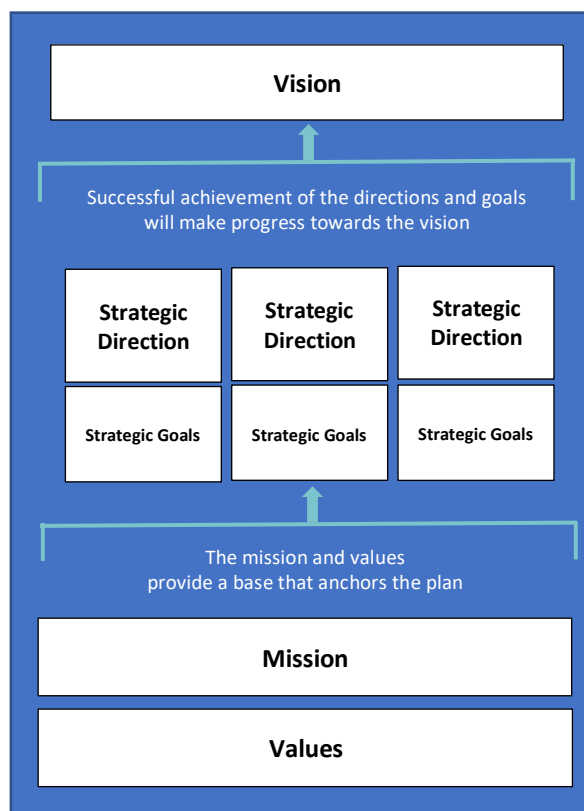 Vision
Successful achievement of the directions and goals
will make progress towards the vision
Strategic
Direction
Strategic
Direction
Strategic
Direction
Strategic Goals
Strategic Goals
Strategic Goals
The mission and values
provide a base that anchors the plan
Mission
Values